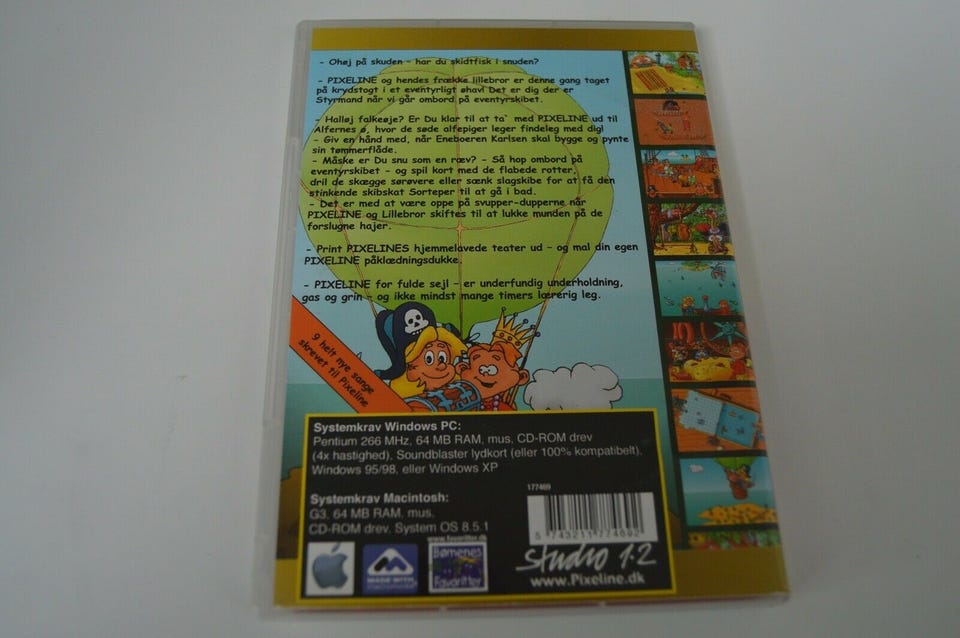 - Ohøj på skuden - har du skidtfisk i snuden?
- PIXELINE og hendes frække lillebror er denne gang taget
på krydstogt i et eventyrligt øhav! Det er dig der er
Styrmand når vi går ombord på eventyrskibet.
- Halløj falkeøje? Er Du klar til at ta` med PIXELINE ud til
Alfernes ø, hvor de søde alfepiger leger findeleg med dig!
- Giv en hånd med, når Eneboeren Karlsen skal bygge og pynte
sin tømmerflåde.
- Måske er Du snu som en ræv? - Så hop ombord på
eventyrskibet - og spil kort med de flabede rotter,
dril de skægge sørøvere eller sænk slagskibe for at få den
stinkende skibskat Sorteper til at gå i bad.
- Det er med at være oppe på svupper-dupperne når
PIXELINE og Lillebror skiftes til at lukke munden på de
forslugne hajer.
- Print PIXELINES hjemmelavede teater ud - og mal din egen
PIXELINE påklædningsdukke.
- PIXELINE for fulde sejl - er underfundig underholdning,
gas og grin - og ikke mindst mange timers lærerig leg.
9 helt nye sange
skrevet til Pixeline
Systemkrav Windows PC:
Pentium 266 MHz, 64 MB RAM, mus, CD-ROM drev
(4x hastighed), Soundblaster lydkort (eller 100% kompatibelt).
Windows 95/98, eller Windows XP
Systemkrav Macintosh:
G3, 64 MB RAM, mus.
CD-ROM drev. System OS 8.5.1
177469
5 743211 774692
www.favoritter.dk
Børnenes
Favoritter
MADE WITH
Studio 1-2
www.Pixeline.dk